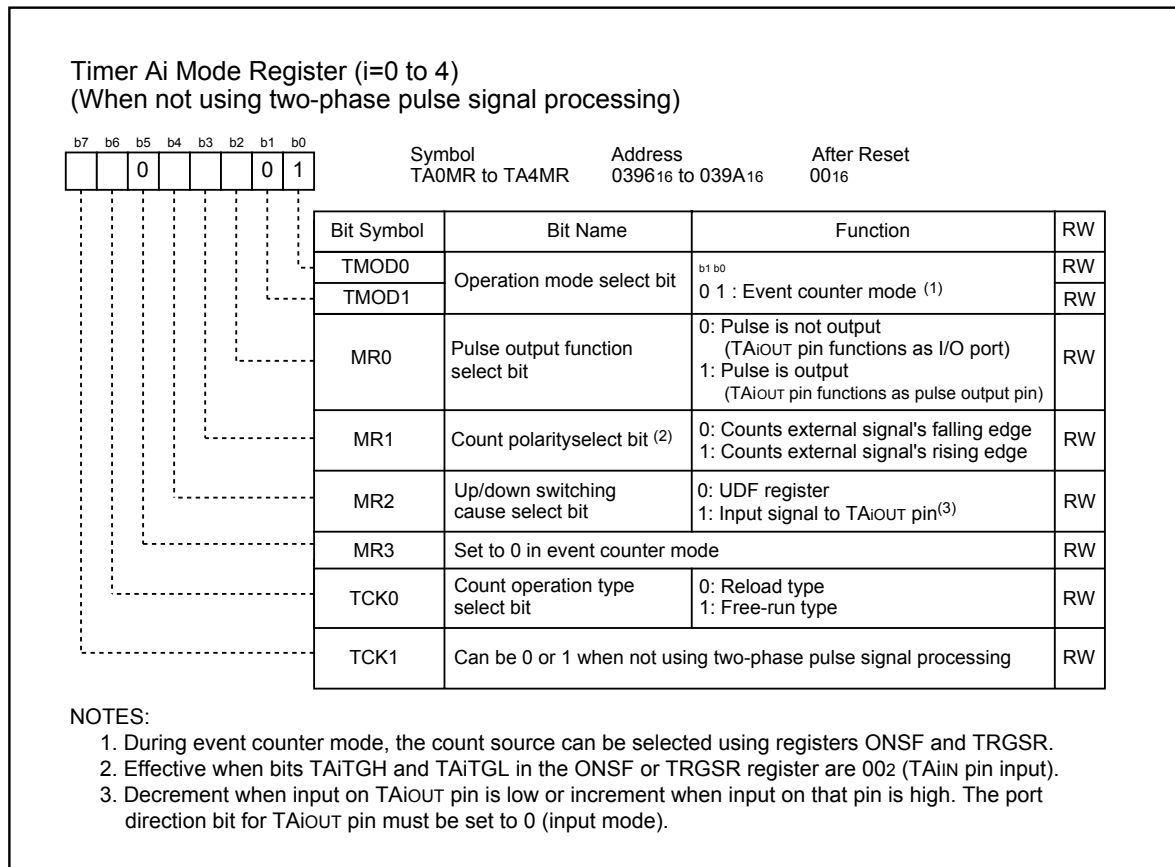 Timer Ai Mode Register (i=0 to 4)
(When not using two-phase pulse signal processing)
b7 b6 b5 b4 b3 b2 b1 b0
0 0 1
Symbol Address After Reset
TA0MR to TA4MR 039616 to 039A16 0016
Bit Symbol Bit Name Function RW
TMOD0 Operation mode select bit b1 b0 RW
TMOD1 0 1 : Event counter mode (1) RW
MR0 Pulse output function select bit 0: Pulse is not output RW
(TAiOUT pin functions as I/O port)
1: Pulse is output
(TAiOUT pin functions as pulse output pin)
MR1 Count polarityselect bit (2) 0: Counts external signal's falling edge RW
1: Counts external signal's rising edge
MR2 Up/down switching cause select bit 0: UDF register RW
1: Input signal to TAiOUT pin(3)
MR3 Set to 0 in event counter mode RW
TCK0 Count operation type select bit 0: Reload type RW
1: Free-run type
TCK1 Can be 0 or 1 when not using two-phase pulse signal processing RW
NOTES:
1. During event counter mode, the count source can be selected using registers ONSF and TRGSR.
2. Effective when bits TAiTGH and TAiTGL in the ONSF or TRGSR register are 002 (TAiIN pin input).
3. Decrement when input on TAiOUT pin is low or increment when input on that pin is high. The port
direction bit for TAiOUT pin must be set to 0 (input mode).